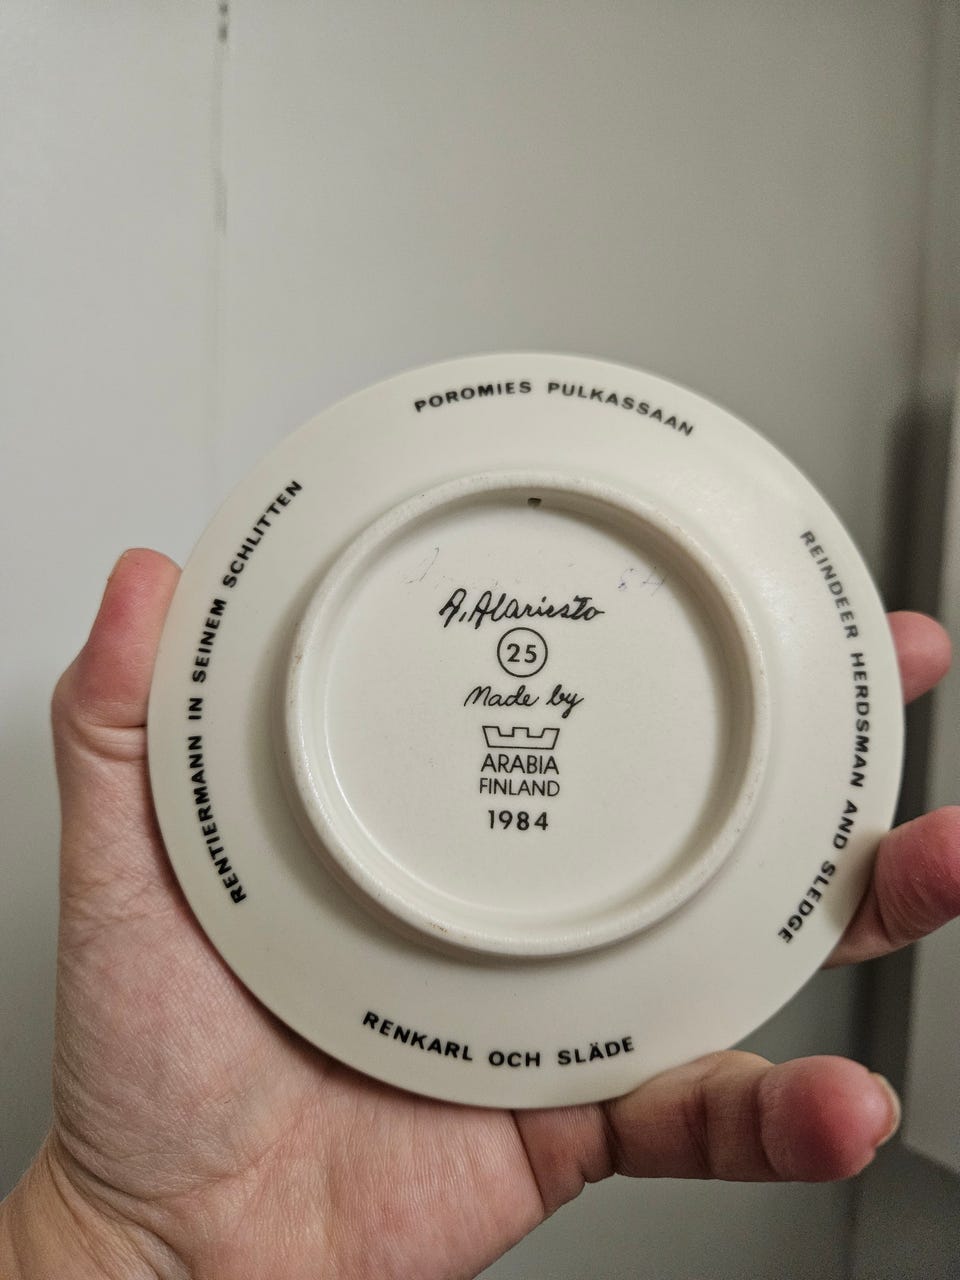 POROMIES PULKASSAAN
REINDEER HERDSMAN AND SLEDGE
RENKARL OCH SLÄDE
RENTIERMANN IN SEINEM SCHLITTEN
A. Alariesto
25
Made by
ARABIA
FINLAND
1984